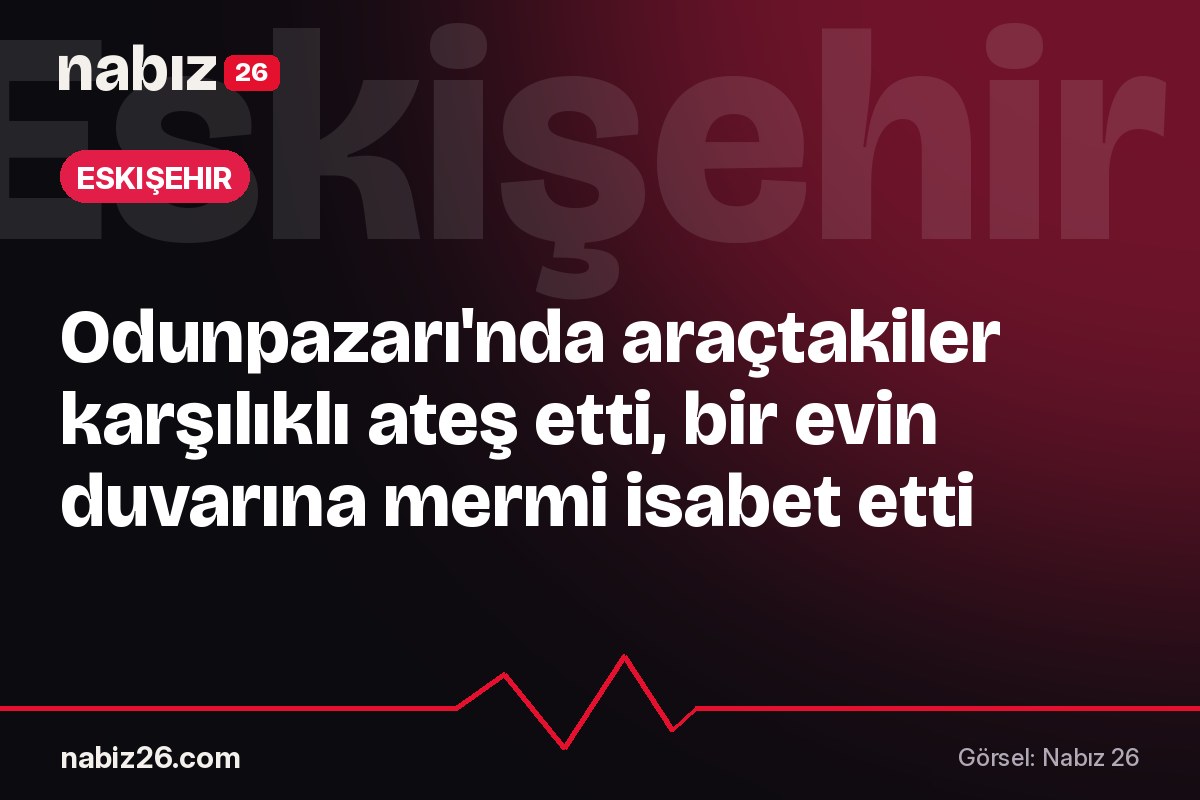 Eskişehir
nabız 26
ESKIŞEHIR
Odunpazarı'nda araçtakiler
karşılıklı ateş etti, bir evin
duvarına mermi isabet etti
nabiz26.com
Görsel: Nabız 26